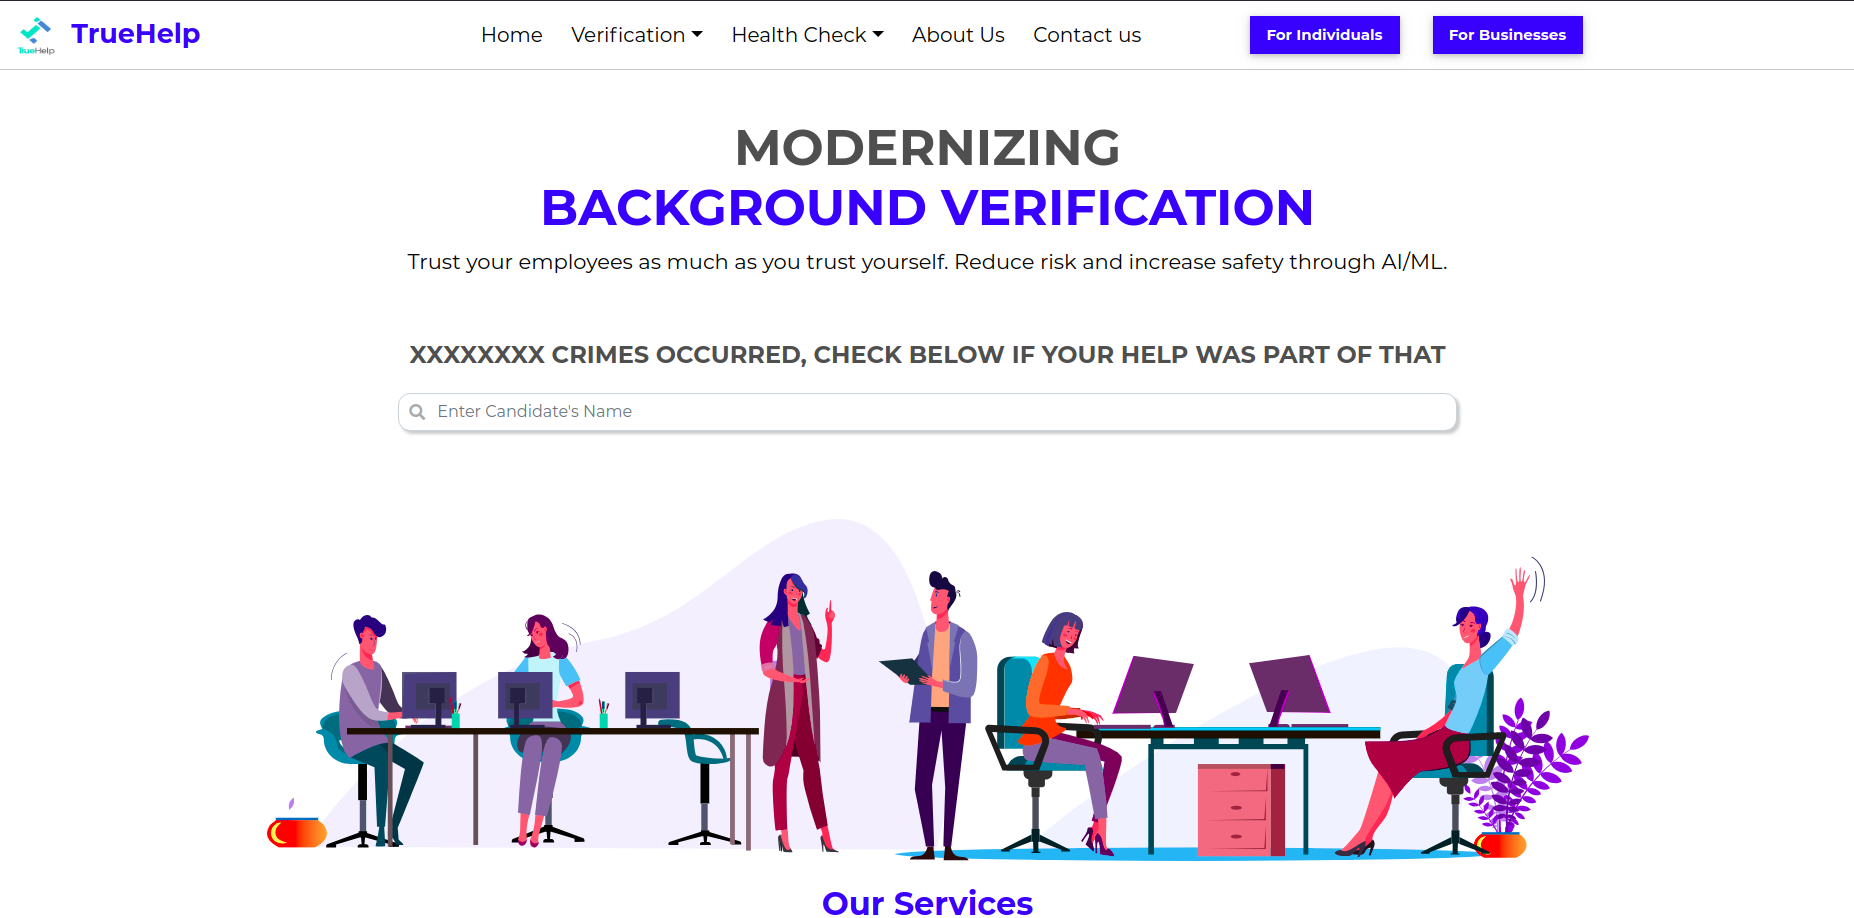 TrueHelp
TrueHelp
Home
Verification
Health Check
About Us
Contact us
For Individuals
For Businesses
MODERNIZING
BACKGROUND VERIFICATION
Trust your employees as much as you trust yourself. Reduce risk and increase safety through AI/ML.
XXXXXXXX CRIMES OCCURRED, CHECK BELOW IF YOUR HELP WAS PART OF THAT
Enter Candidate's Name
Our Services